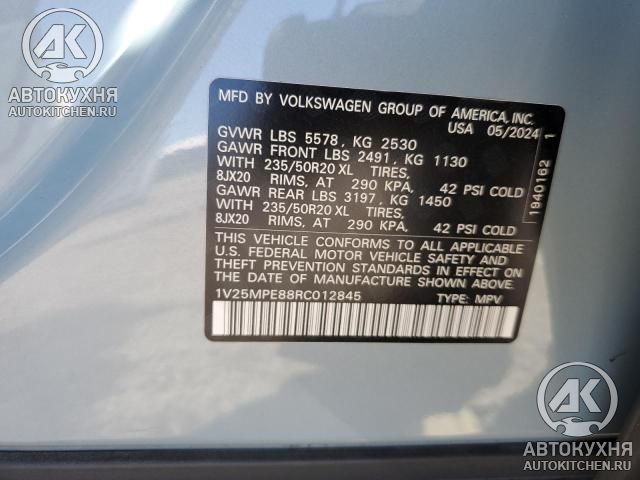 AK
АВТОКУХНЯ
AUTOKITCHEN.RU
MFD BY VOLKSWAGEN GROUP OF AMERICA, INC.
USA 05/2024
GVWR LBS 5578, KG 2530
GAWR FRONT LBS 2491, KG 1130
WITH 235/50R20 XL TIRES,
8JX20 RIMS, AT 290 KPA, 42 PSI COLD
GAWR REAR LBS 3197, KG 1450
WITH 235/50R20 XL TIRES,
8JX20 RIMS, AT 290 KPA, 42 PSI COLD
THIS VEHICLE CONFORMS TO ALL APPLICABLE
U.S. FEDERAL MOTOR VEHICLE SAFETY AND
THEFT PREVENTION STANDARDS IN EFFECT ON
THE DATE OF MANUFACTURE SHOWN ABOVE.
1V25MPE88RC012845 TYPE: MPV
1940162 1
AK
АВТОКУХНЯ
AUTOKITCHEN.RU